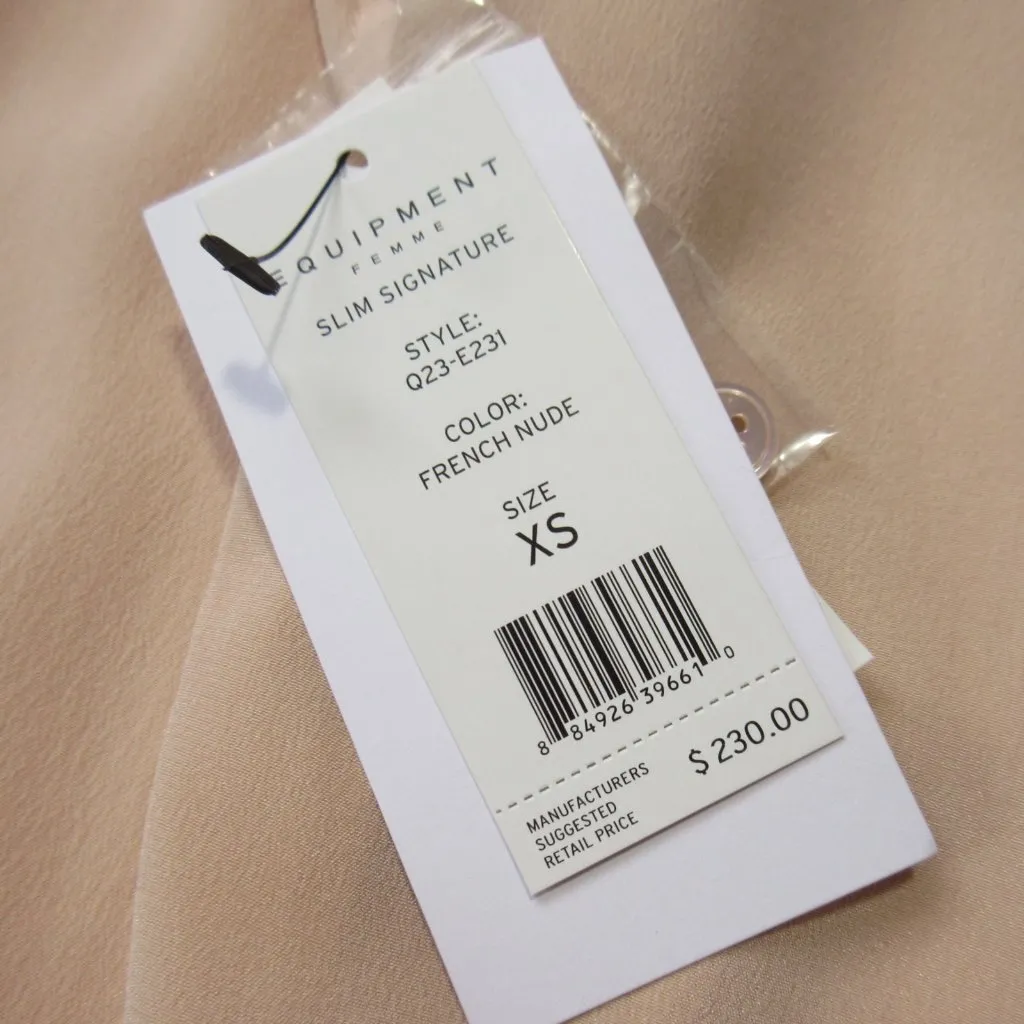 EQUIPMENT
FEMME
SLIM SIGNATURE
STYLE:
Q23-E231
COLOR:
FRENCH NUDE
SIZE
XS
8 84926 39661 0
$ 230.00
MANUFACTURERS
SUGGESTED
RETAIL PRICE